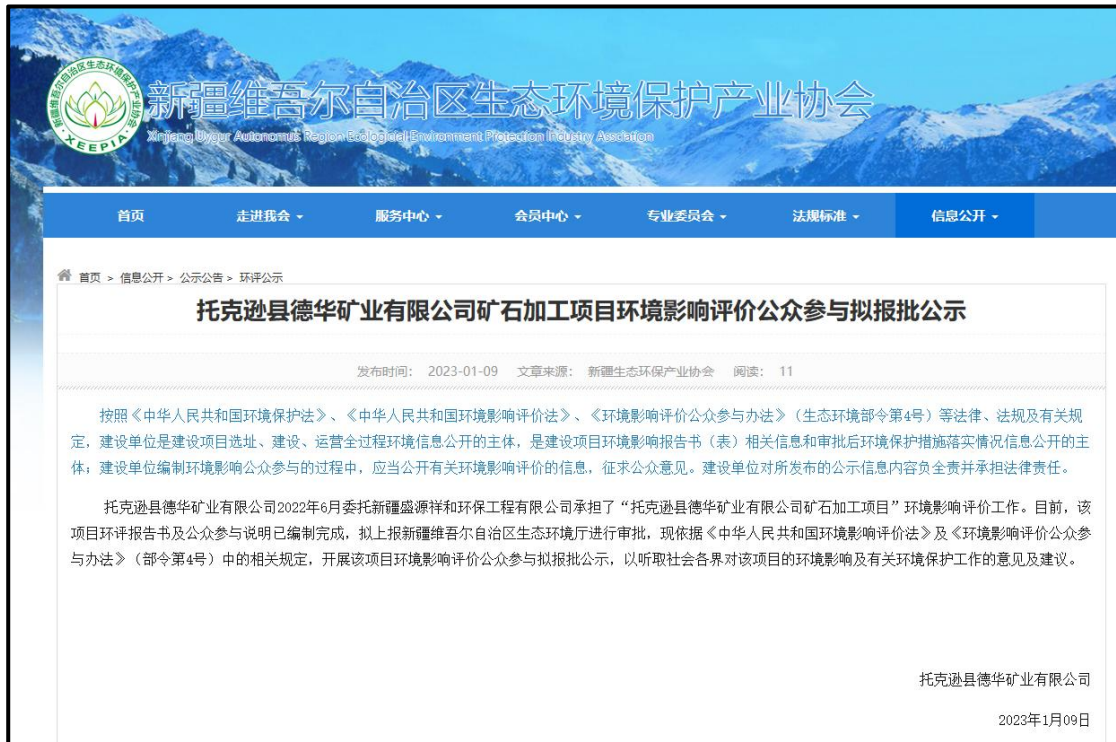 新疆维吾尔自治区生态环境保护产业协会
XEEPIA
新疆维吾尔自治区生态环境保护产业协会
Xinjiang Uygur Autonomus Region Ecological Environment Protection Industry Assciation
首页 走进我会 服务中心 会员中心 专业委员会 法规标准 信息公开
首页 > 信息公开 > 公示公告 > 环评公示
托克逊县德华矿业有限公司矿石加工项目环境影响评价公众参与拟报批公示
发布时间： 2023-01-09 文章来源： 新疆生态环保产业协会 阅读： 11
按照《中华人民共和国环境保护法》、《中华人民共和国环境影响评价法》、《环境影响评价公众参与办法》（生态环境部令第4号）等法律、法规及有关规
定，建设单位是建设项目选址、建设、运营全过程环境信息公开的主体，是建设项目环境影响报告书（表）相关信息和审批后环境保护措施落实情况信息公开的主
体；建设单位编制环境影响公众参与的过程中，应当公开有关环境影响评价的信息，征求公众意见。建设单位对所发布的公示信息内容负全责并承担法律责任。
托克逊县德华矿业有限公司2022年6月委托新疆盛源祥和环保工程有限公司承担了“托克逊县德华矿业有限公司矿石加工项目”环境影响评价工作。目前，该
项目环评报告书及公众参与说明已编制完成，拟上报新疆维吾尔自治区生态环境厅进行审批，现依据《中华人民共和国环境影响评价法》及《环境影响评价公众参
与办法》（部令第4号）中的相关规定，开展该项目环境影响评价公众参与拟报批公示，以听取社会各界对该项目的环境影响及有关环境保护工作的意见及建议。
托克逊县德华矿业有限公司
2023年1月09日